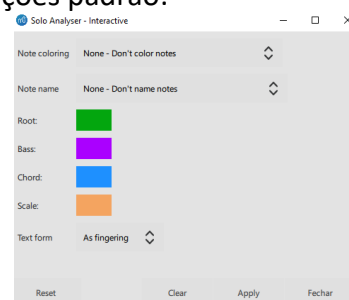 ções padrão.
Solo Analyser - Interactive
Note coloring None - Don't color notes
Note name None - Don't name notes
Root:
Bass:
Chord:
Scale:
Text form As fingering
Reset Clear Apply Fechar